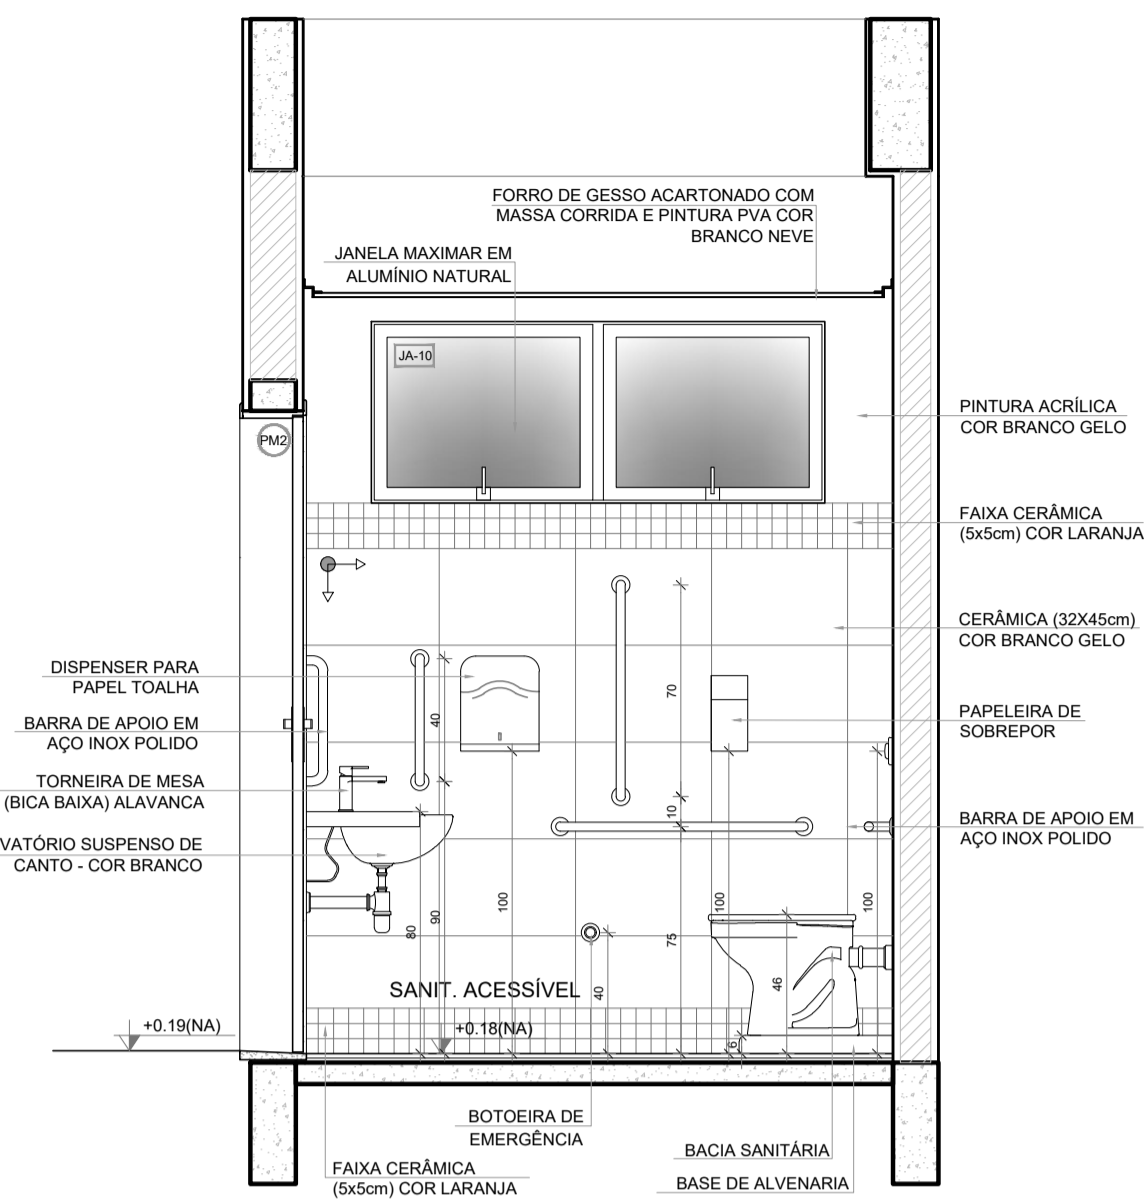 FORRO DE GESSO ACARTONADO COM
MASSA CORRIDA E PINTURA PVA COR
BRANCO NEVE
JANELA MAXIMAR EM
ALUMÍNIO NATURAL
JA-10
PM2
PINTURA ACRÍLICA
COR BRANCO GELO
FAIXA CERÂMICA
(5x5cm) COR LARANJA
CERÂMICA (32X45cm)
COR BRANCO GELO
DISPENSER PARA
PAPEL TOALHA
BARRA DE APOIO EM
AÇO INOX POLIDO
TORNEIRA DE MESA
(BICA BAIXA) ALAVANCA
VATÓRIO SUSPENSO DE
CANTO - COR BRANCO
PAPELEIRA DE
SOBREPOR
BARRA DE APOIO EM
AÇO INOX POLIDO
40
70
10
80
90
100
40
75
100
46
100
6
SANIT. ACESSÍVEL
+0.19(NA)
+0.18(NA)
BOTOEIRA DE
EMERGÊNCIA
BACIA SANITÁRIA
BASE DE ALVENARIA
FAIXA CERÂMICA
(5x5cm) COR LARANJA